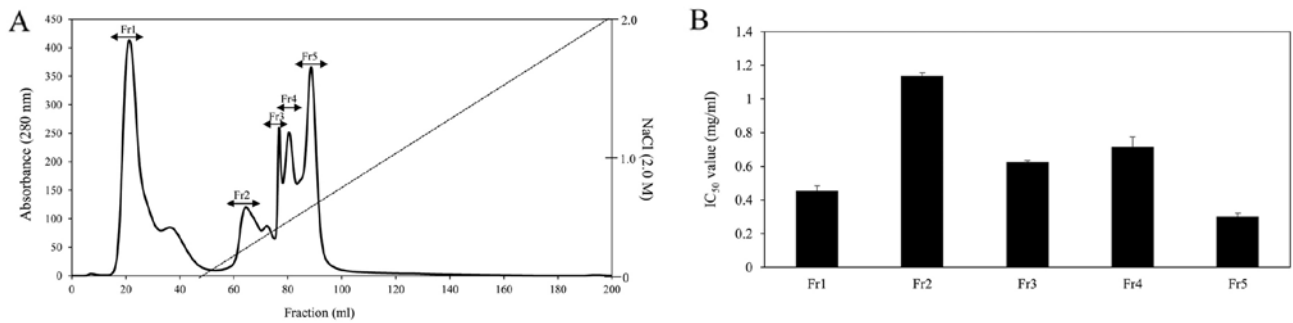 A
Absorbance (280 nm)
450
400
350
300
250
200
150
100
50
0
Fr1
Fr2
Fr3
Fr4
Fr5
2.0
1.0
0
NaCl (2.0 M)
0 20 40 60 80 100 120 140 160 180 200
Fraction (ml)
B
IC50 value (mg/ml)
1.4
1.2
1
0.8
0.6
0.4
0.2
0
Fr1 Fr2 Fr3 Fr4 Fr5